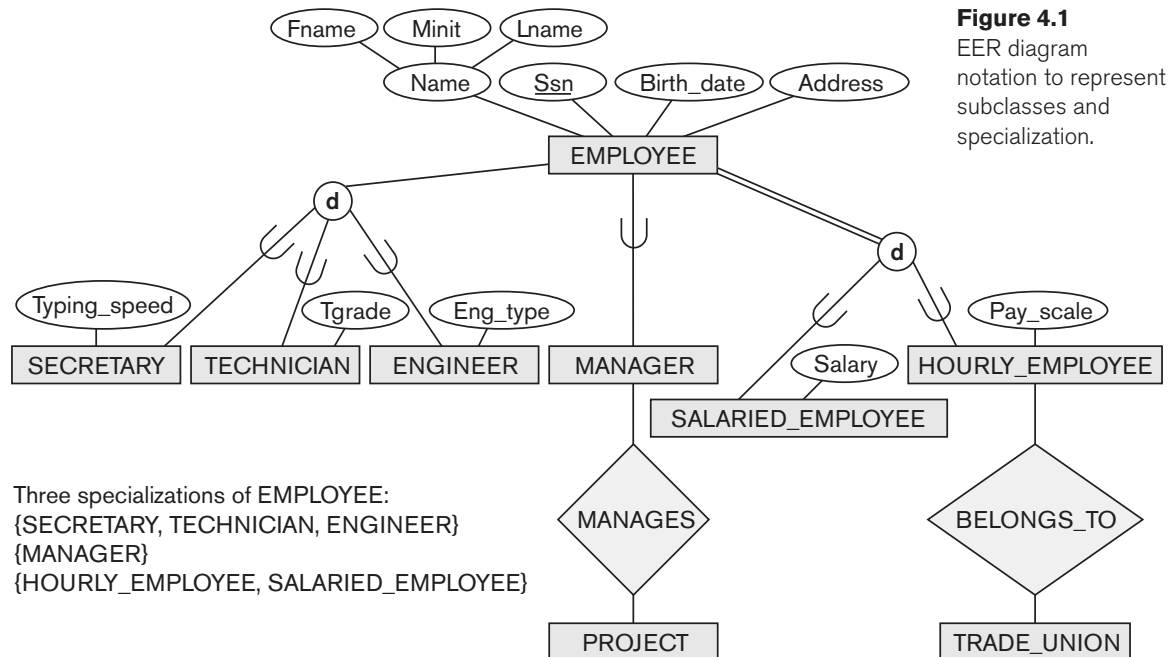 Fname
Minit
Lname
Figure 4.1
EER diagram
notation to represent
subclasses and
specialization.
Name
Ssn
Birth_date
Address
EMPLOYEE
d
d
Typing_speed
Tgrade
Eng_type
Pay_scale
SECRETARY
TECHNICIAN
ENGINEER
MANAGER
Salary
HOURLY_EMPLOYEE
SALARIED_EMPLOYEE
Three specializations of EMPLOYEE:
{SECRETARY, TECHNICIAN, ENGINEER}
{MANAGER}
{HOURLY_EMPLOYEE, SALARIED_EMPLOYEE}
MANAGES
BELONGS_TO
PROJECT
TRADE_UNION